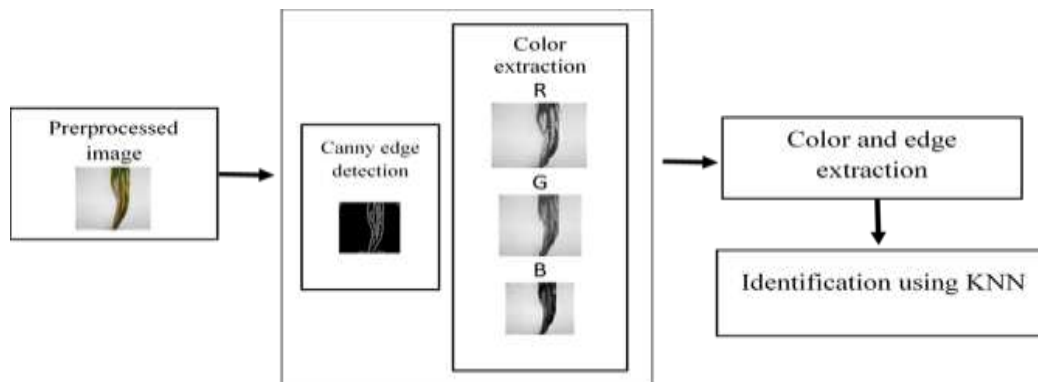 Prerprocessed
image
Canny edge
detection
Color
extraction
R
G
B
Color and edge
extraction
Identification using KNN